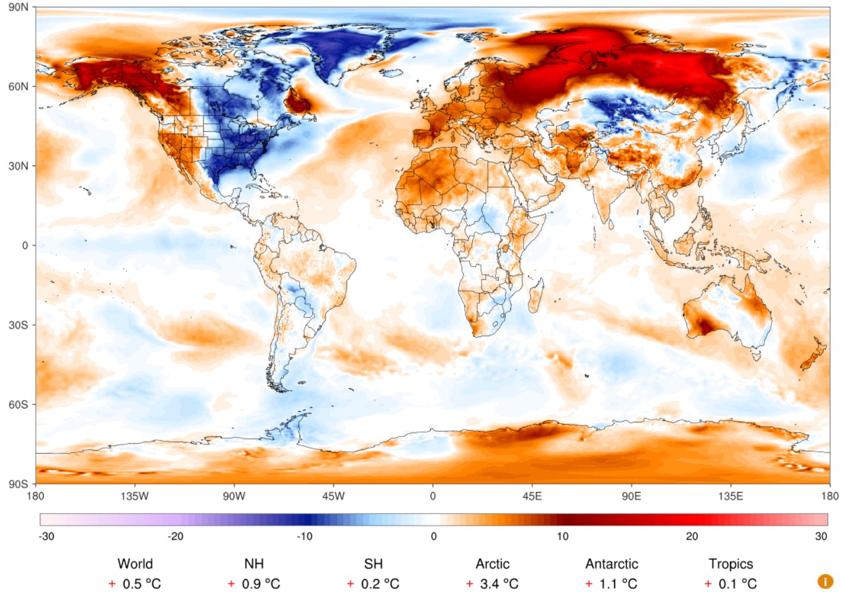 90N
60N
30N
0
30S
60S
90S
180 135W 90W 45W 0 45E 90E 135E 180
-30 -20 -10 0 10 20 30
World NH SH Arctic Antarctic Tropics
+ 0.5 °C + 0.9 °C + 0.2 °C + 3.4 °C + 1.1 °C + 0.1 °C
i